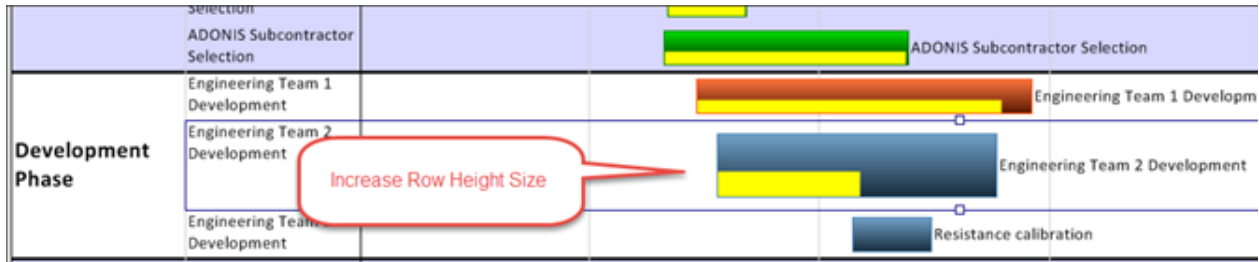 Selection
ADONIS Subcontractor
Selection
ADONIS Subcontractor Selection
Engineering Team 1
Development
Engineering Team 1 Developm
Development
Phase
Engineering Team 2
Development
Increase Row Height Size
Engineering Team 2 Development
Engineering Team
Development
Resistance calibration